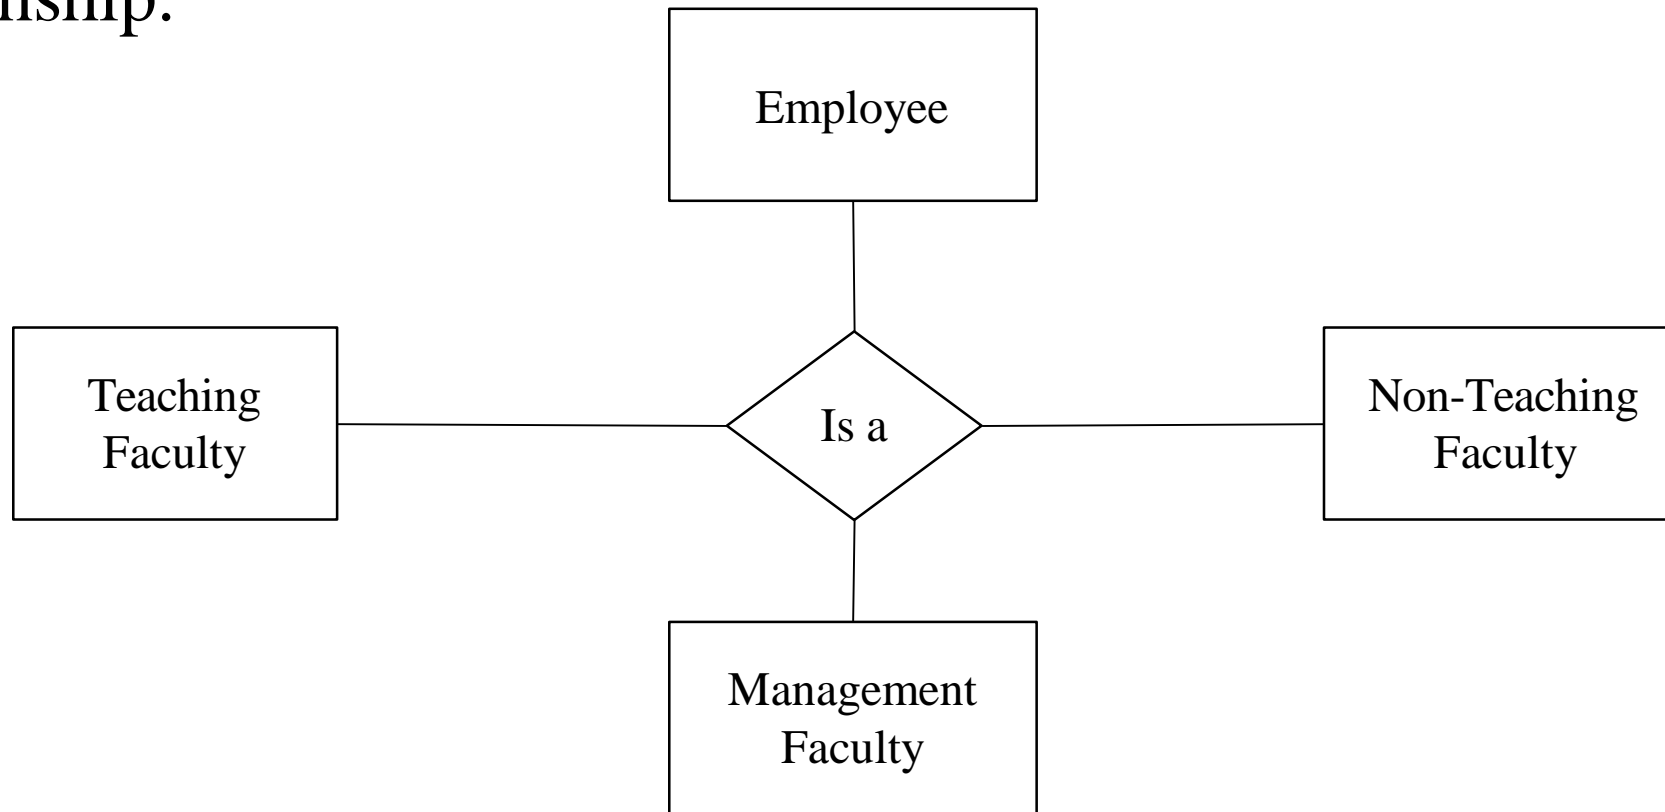 Employee
Teaching
Faculty
Is a
Non-Teaching
Faculty
Management
Faculty